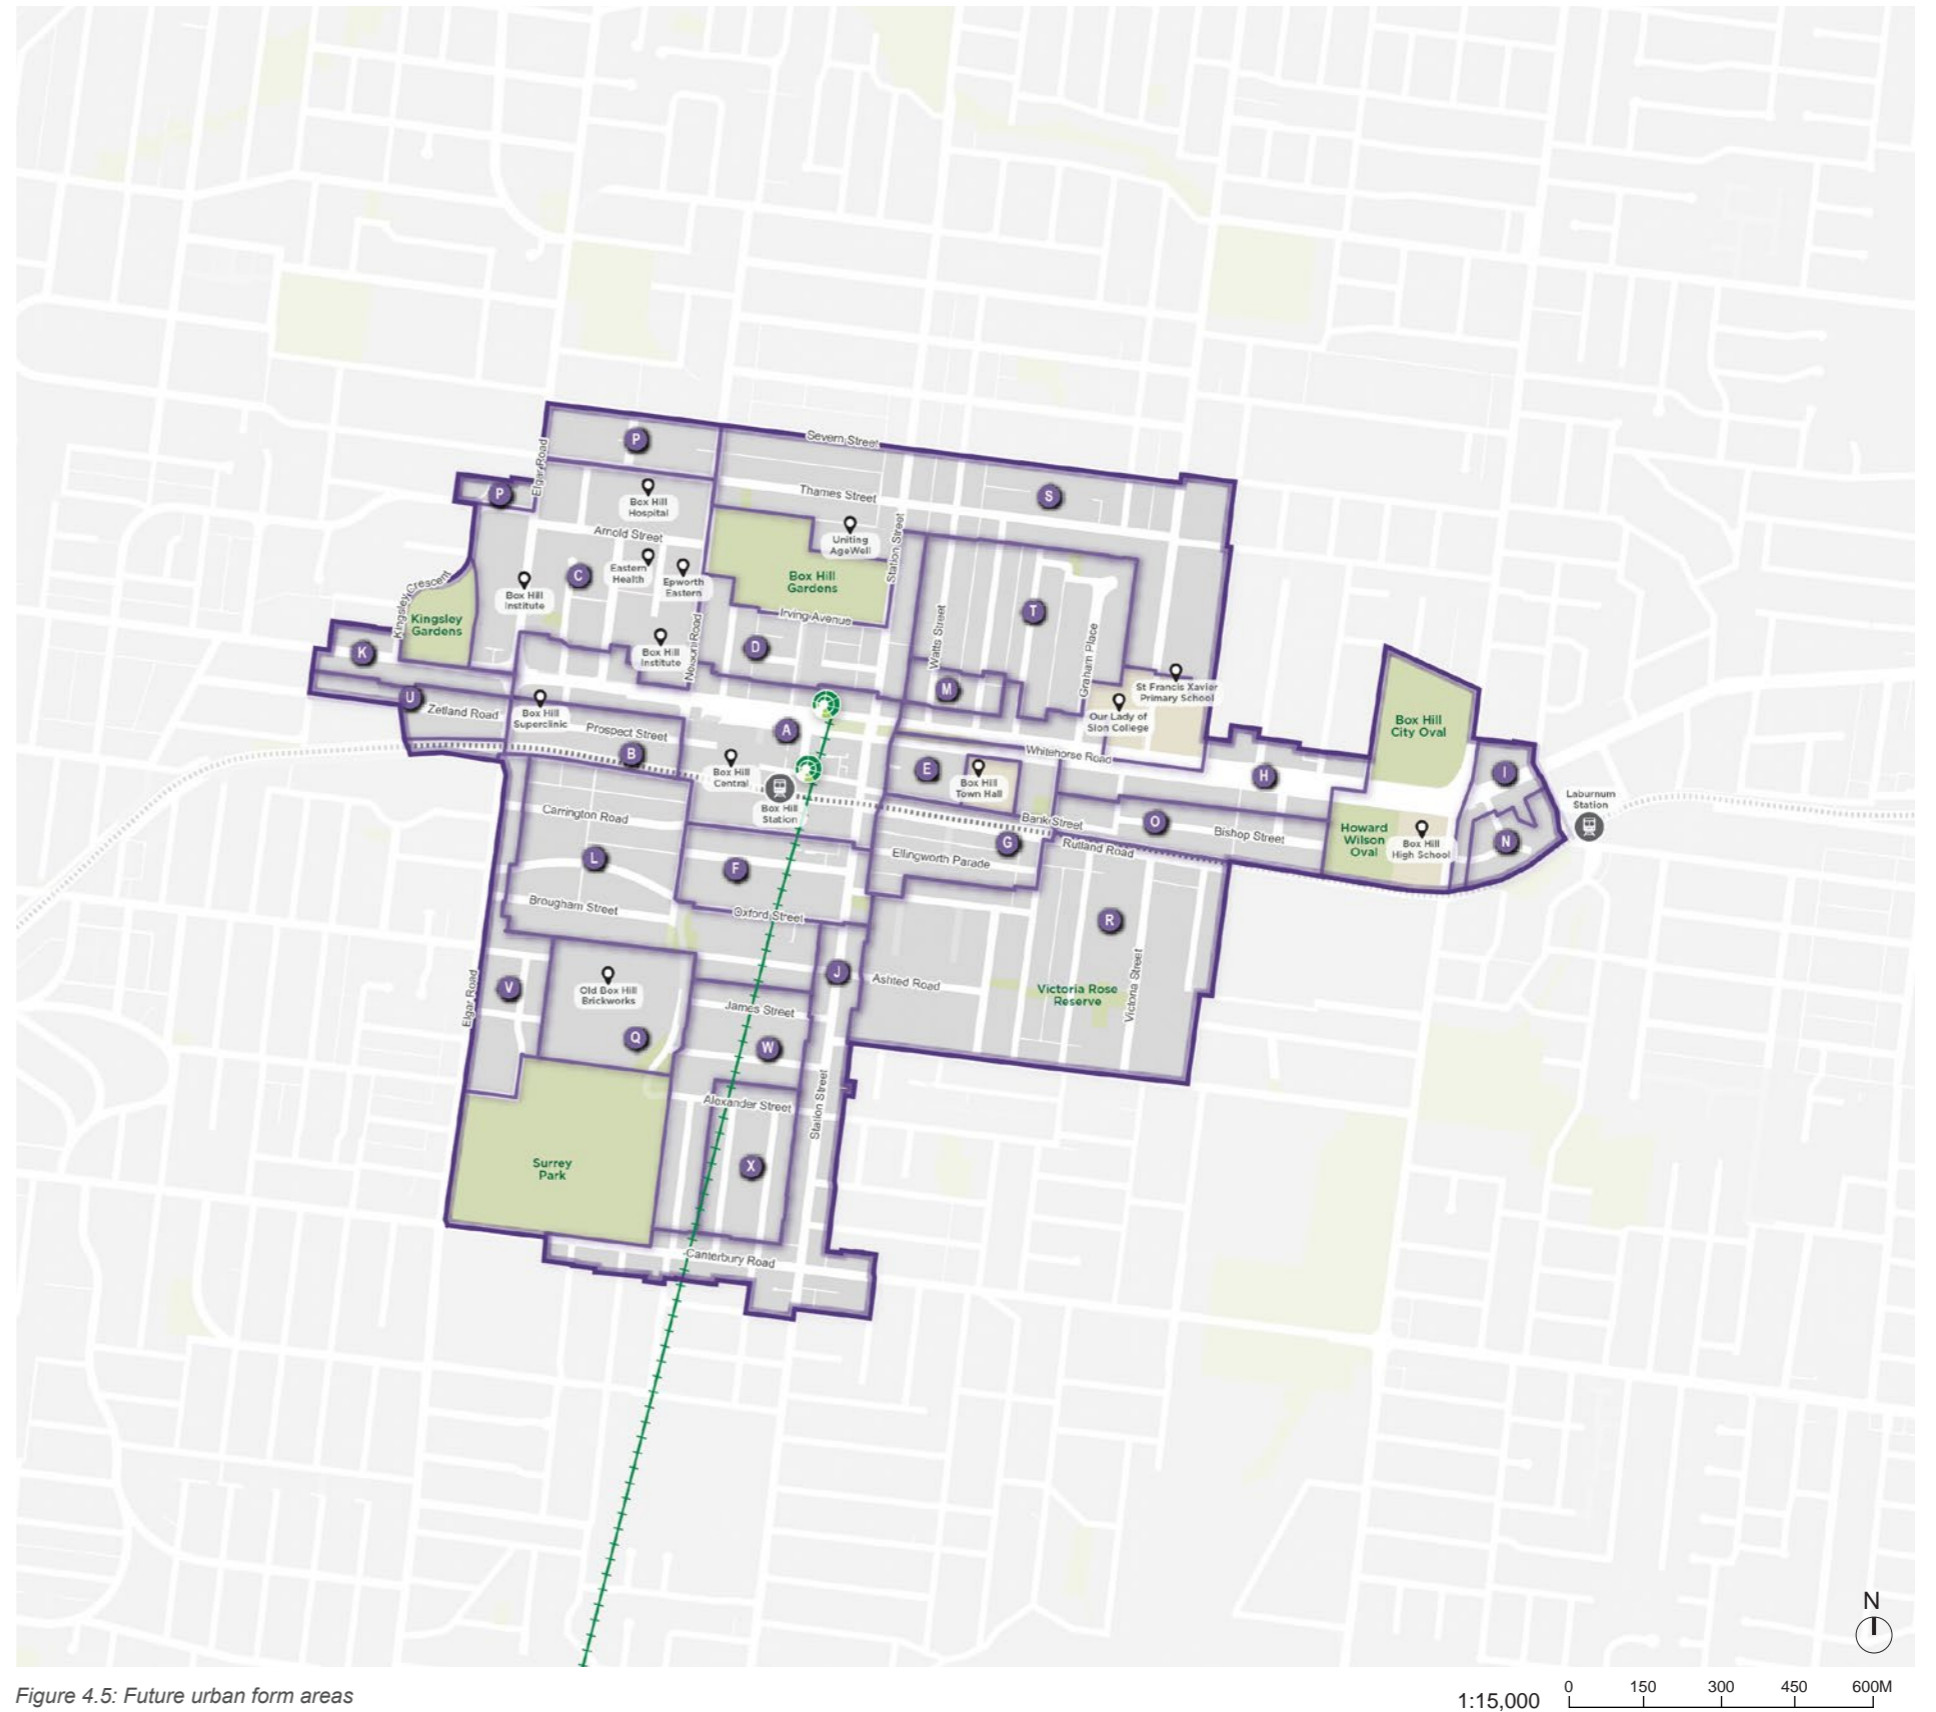 P
Severn Street
Elgar Road
P
Box Hill
Hospital
Thames Street
S
Arnold Street
Uniting
AgeWell
Station Street
Eastern
Health
C
Epworth
Eastern
Box Hill
Gardens
Box Hill
Institute
Kingsley Crescent
Kingsley
Gardens
Irving Avenue
T
Watts Street
Graham Place
K
Box Hill
Institute
Nelson Road
D
M
St Francis Xavier
Primary School
U
Zetland Road
Box Hill
Superclinic
Prospect Street
A
Our Lady of
Sion College
Box Hill
City Oval
B
Box Hill
Central
E
Box Hill
Town Hall
Whitehorse Road
H
I
Box Hill
Station
Laburnum
Station
Carrington Road
Bank Street
O
Bishop Street
Howard
Wilson
Oval
Box Hill
High School
N
L
F
Ellingworth Parade
G
Rutland Road
Brougham Street
Oxford Street
R
V
Old Box Hill
Brickworks
J
Ashted Road
Victoria Rose
Reserve
Victoria Street
Elgar Road
James Street
Q
W
Alexander Street
Station Street
Surrey
Park
X
Canterbury Road
N
Figure 4.5: Future urban form areas
1:15,000
0 150 300 450 600M